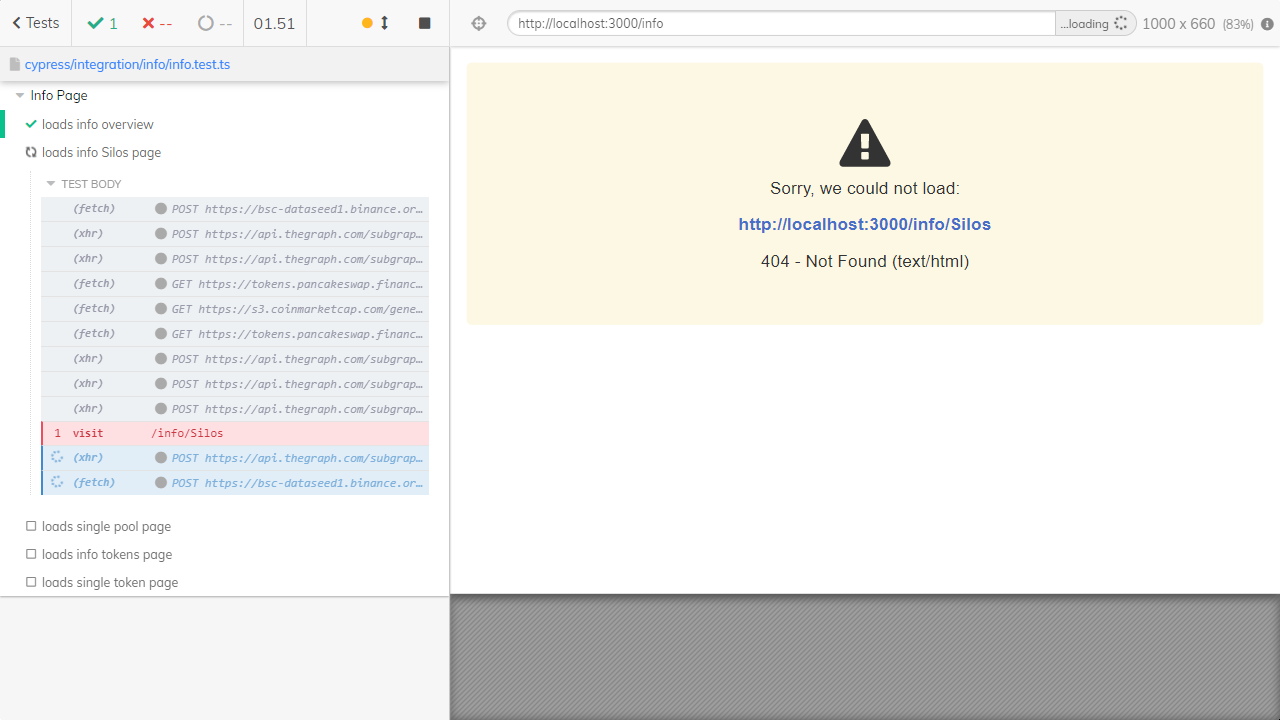 Tests 1 -- -- 01.51
http://localhost:3000/info ...loading 1000 x 660 (83%)
cypress/integration/info/info.test.ts
Info Page
loads info overview
loads info Silos page
TEST BODY
(fetch) POST https://bsc-dataseed1.binance.or...
(xhr) POST https://api.thegraph.com/subgrap...
(xhr) POST https://api.thegraph.com/subgrap...
(fetch) GET https://tokens.pancakeswap.financ...
(fetch) GET https://s3.coinmarketcap.com/gene...
(fetch) GET https://tokens.pancakeswap.financ...
(xhr) POST https://api.thegraph.com/subgrap...
(xhr) POST https://api.thegraph.com/subgrap...
(xhr) POST https://api.thegraph.com/subgrap...
1 visit /info/Silos
(xhr) POST https://api.thegraph.com/subgrap...
(fetch) POST https://bsc-dataseed1.binance.or...
loads single pool page
loads info tokens page
loads single token page
Sorry, we could not load:
http://localhost:3000/info/Silos
404 - Not Found (text/html)